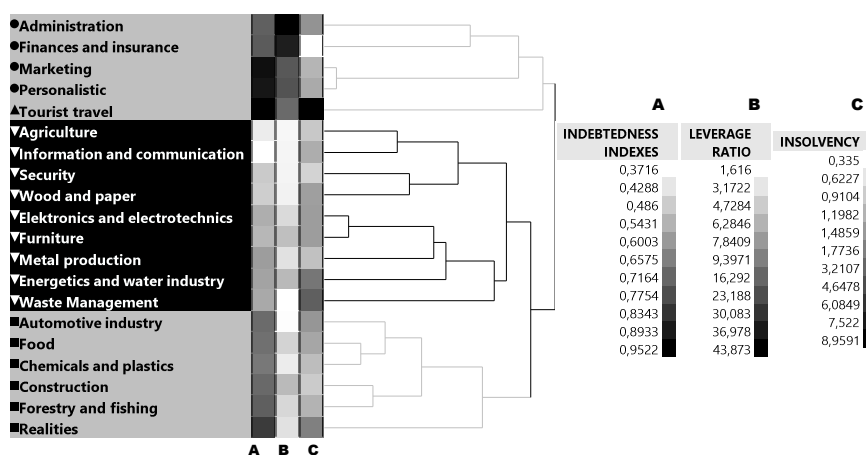 ●Administration
●Finances and insurance
●Marketing
●Personalistic
▲Tourist travel
▼Agriculture
▼Information and communication
▼Security
▼Wood and paper
▼Elektronics and electrotechnics
▼Furniture
▼Metal production
▼Energetics and water industry
▼Waste Management
■Automotive industry
■Food
■Chemicals and plastics
■Construction
■Forestry and fishing
■Realities
A B C
A
INDEBTEDNESS
INDEXES
0,3716
0,4288
0,486
0,5431
0,6003
0,6575
0,7164
0,7754
0,8343
0,8933
0,9522
B
LEVERAGE
RATIO
1,616
3,1722
4,7284
6,2846
7,8409
9,3971
16,292
23,188
30,083
36,978
43,873
C
INSOLVENCY
0,335
0,6227
0,9104
1,1982
1,4859
1,7736
3,2107
4,6478
6,0849
7,522
8,9591